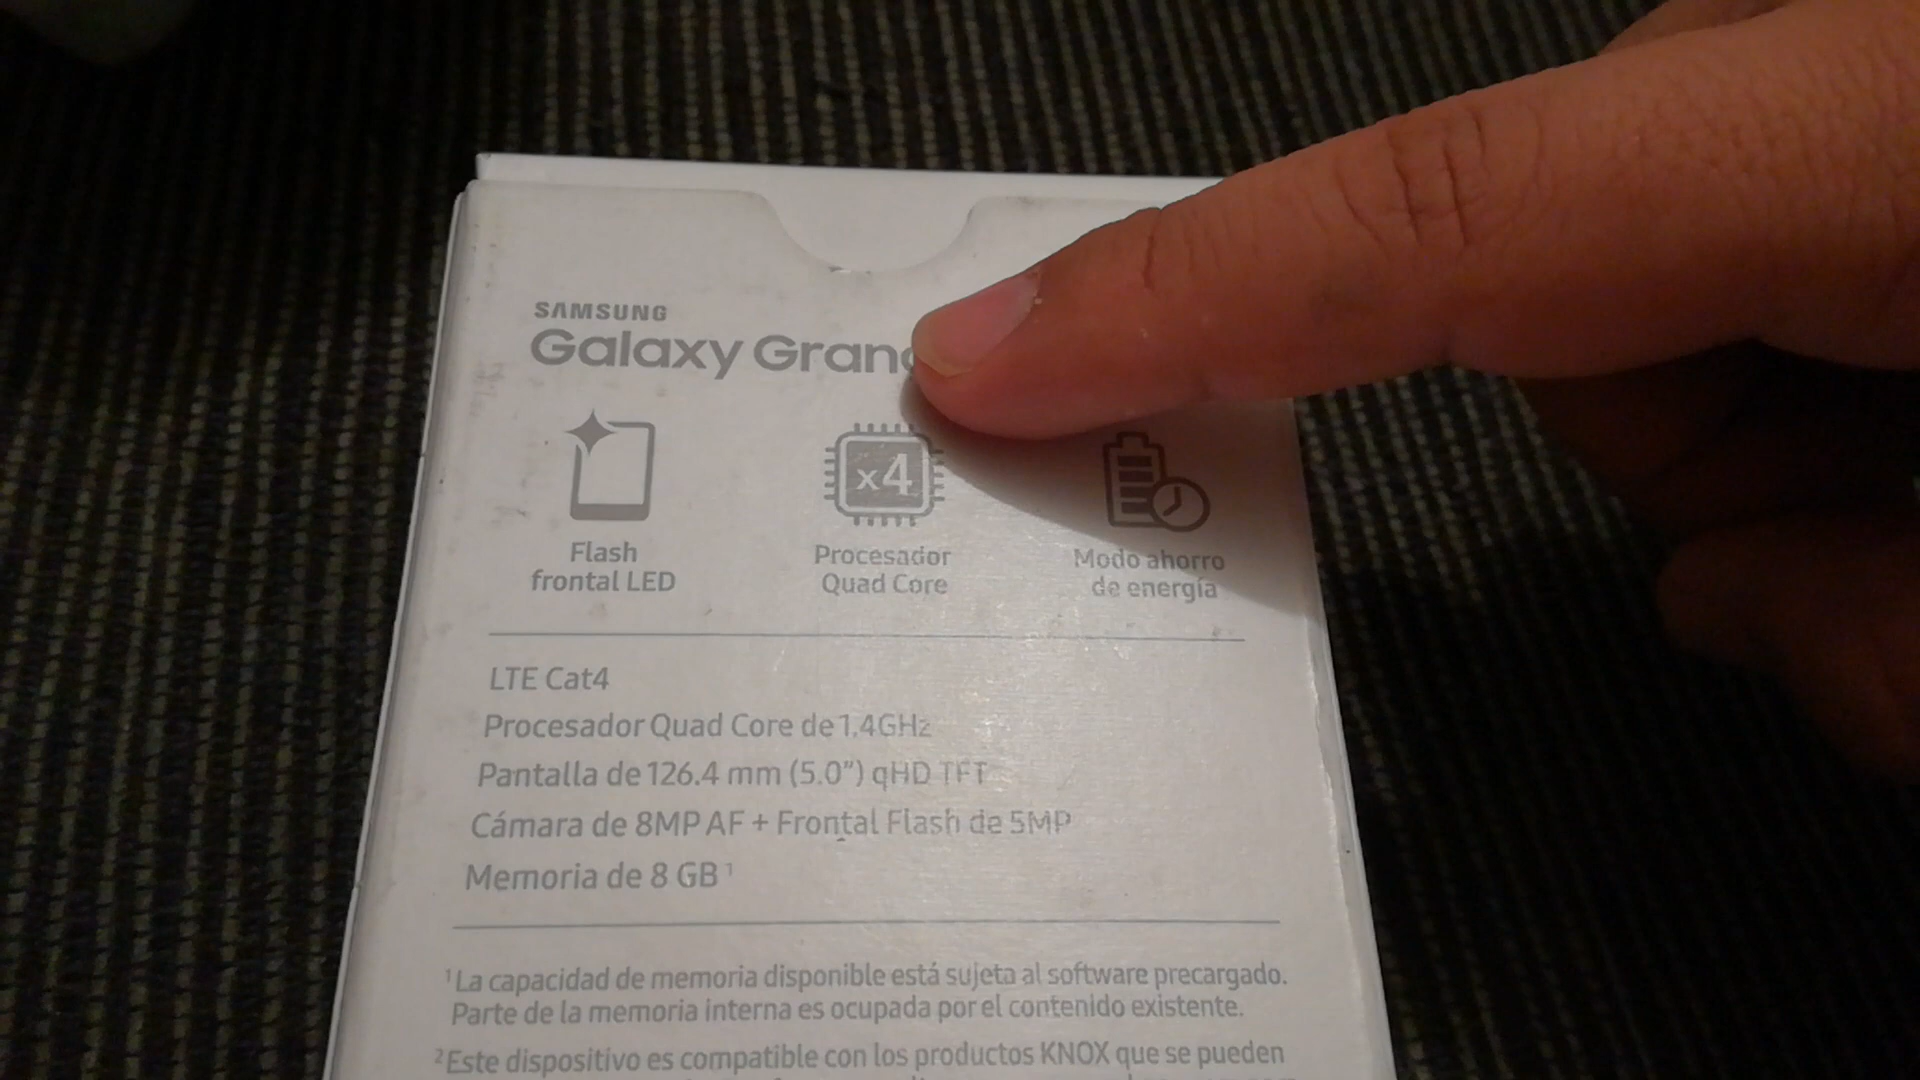 SAMSUNG
Galaxy Gran
x4
Flash
frontal LED
Procesador
Quad Core
Modo ahorro
de energía
LTE Cat4
Procesador Quad Core de 1.4GHz
Pantalla de 126.4 mm (5.0") qHD TFT
Cámara de 8MP AF + Frontal Flash de 5MP
Memoria de 8 GB¹
¹La capacidad de memoria disponible está sujeta al software precargado.
Parte de la memoria interna es ocupada por el contenido existente.
²Este dispositivo es compatible con los productos KNOX que se pueden